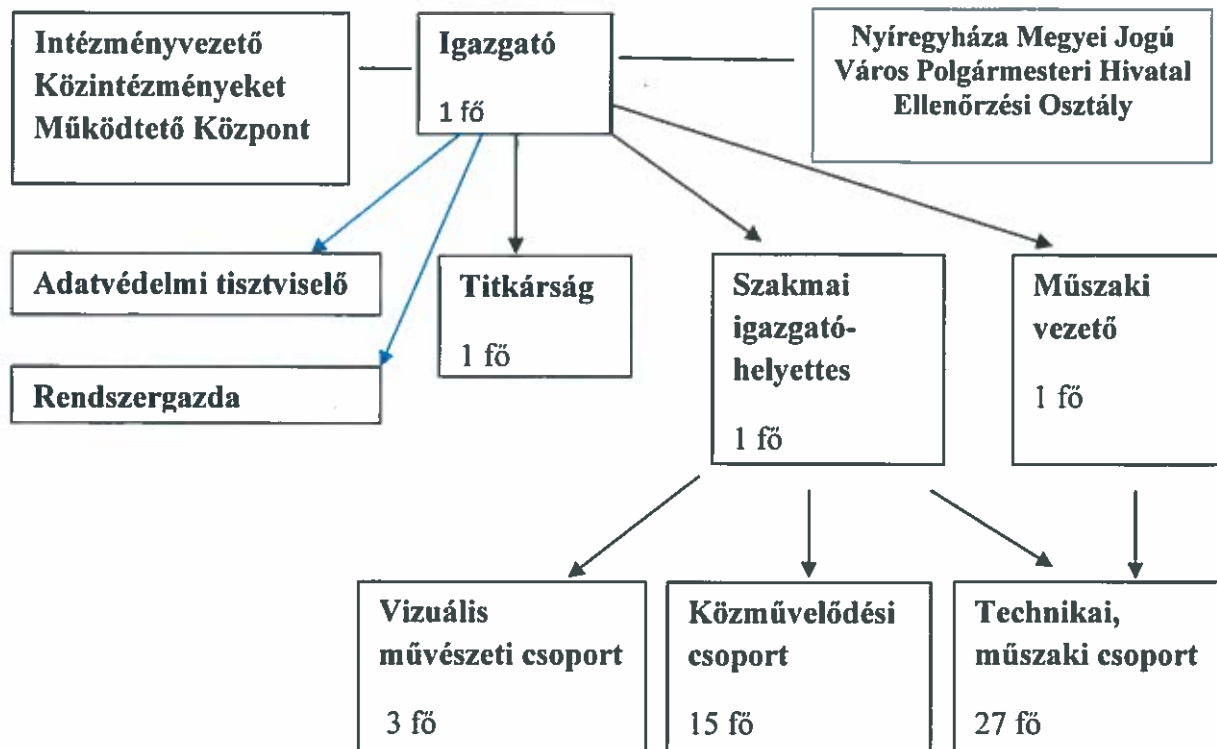 Intézményvezető
Közintézményeket
Működtető Központ
Igazgató
1 fő
Nyíregyháza Megyei Jogú
Város Polgármesteri Hivatal
Ellenőrzési Osztály
Adatvédelmi tisztviselő
Rendszergazda
Titkárság
1 fő
Szakmai
igazgató-
helyettes
1 fő
Műszaki
vezető
1 fő
Vizuális
művészeti csoport
3 fő
Közművelődési
csoport
15 fő
Technikai,
műszaki csoport
27 fő